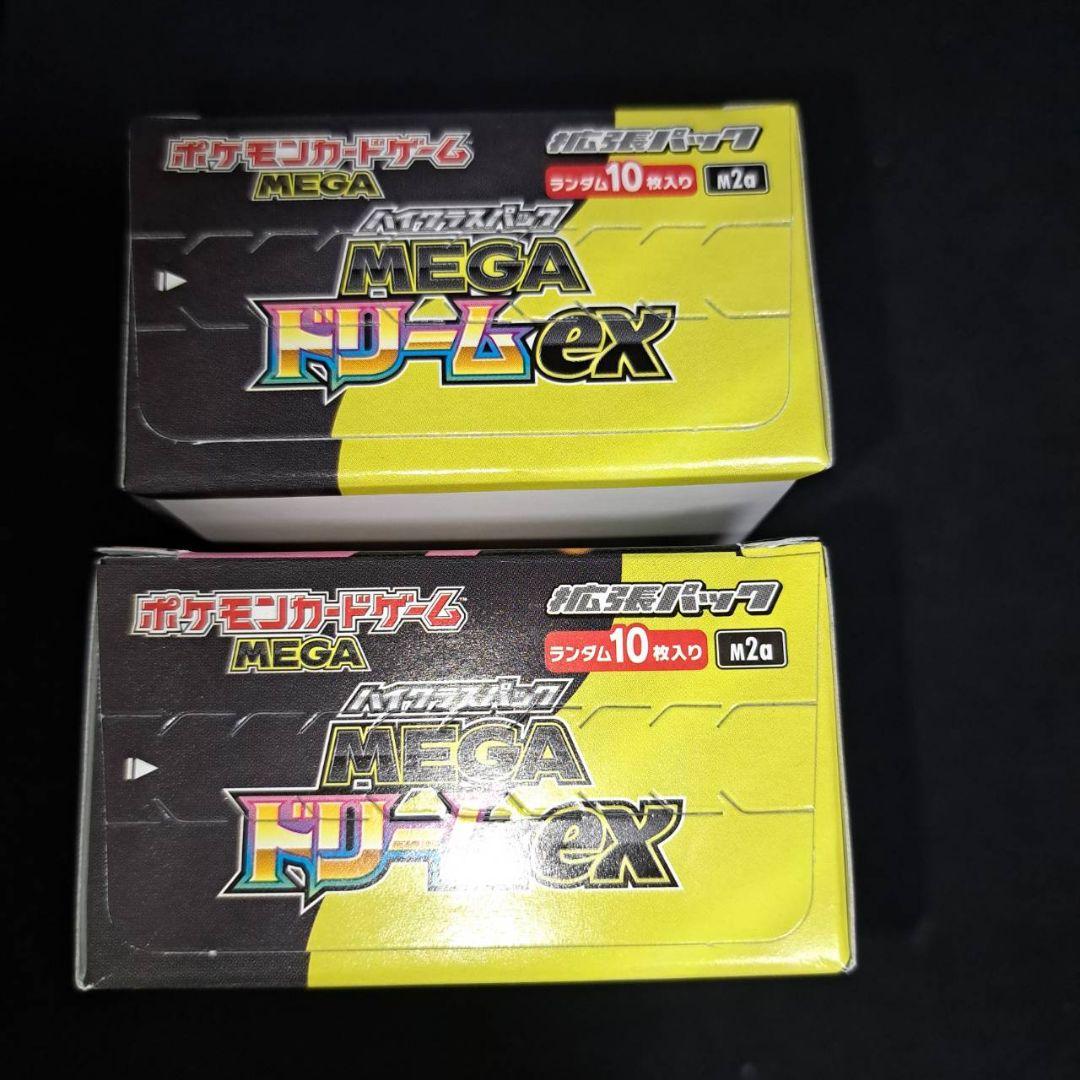 ポケモンカードゲーム
MEGA
拡張パック
ランダム10枚入り M2a
ハイクラスパック
MEGA
ドリームex
ポケモンカードゲーム
MEGA
拡張パック
ランダム10枚入り M2a
ハイクラスパック
MEGA
ドリームex